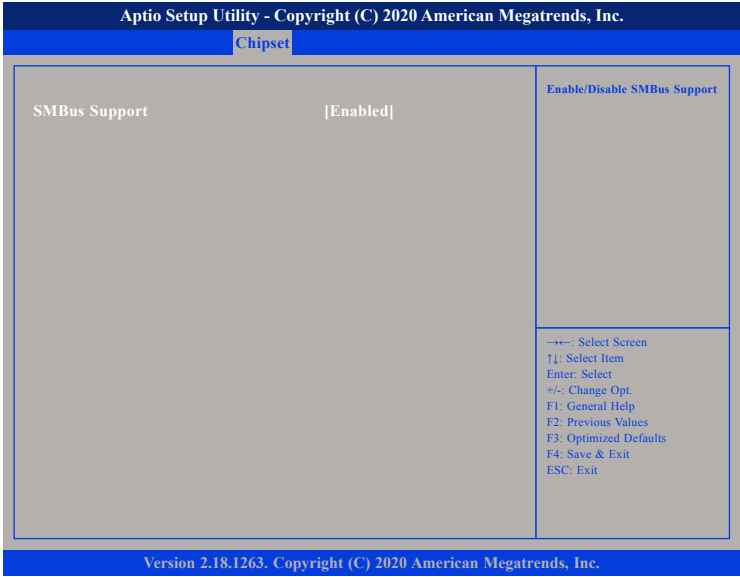 Aptio Setup Utility - Copyright (C) 2020 American Megatrends, Inc.
Chipset
SMBus Support [Enabled]
Enable/Disable SMBus Support
→←: Select Screen
↑↓: Select Item
Enter: Select
+/-: Change Opt.
F1: General Help
F2: Previous Values
F3: Optimized Defaults
F4: Save & Exit
ESC: Exit
Version 2.18.1263. Copyright (C) 2020 American Megatrends, Inc.